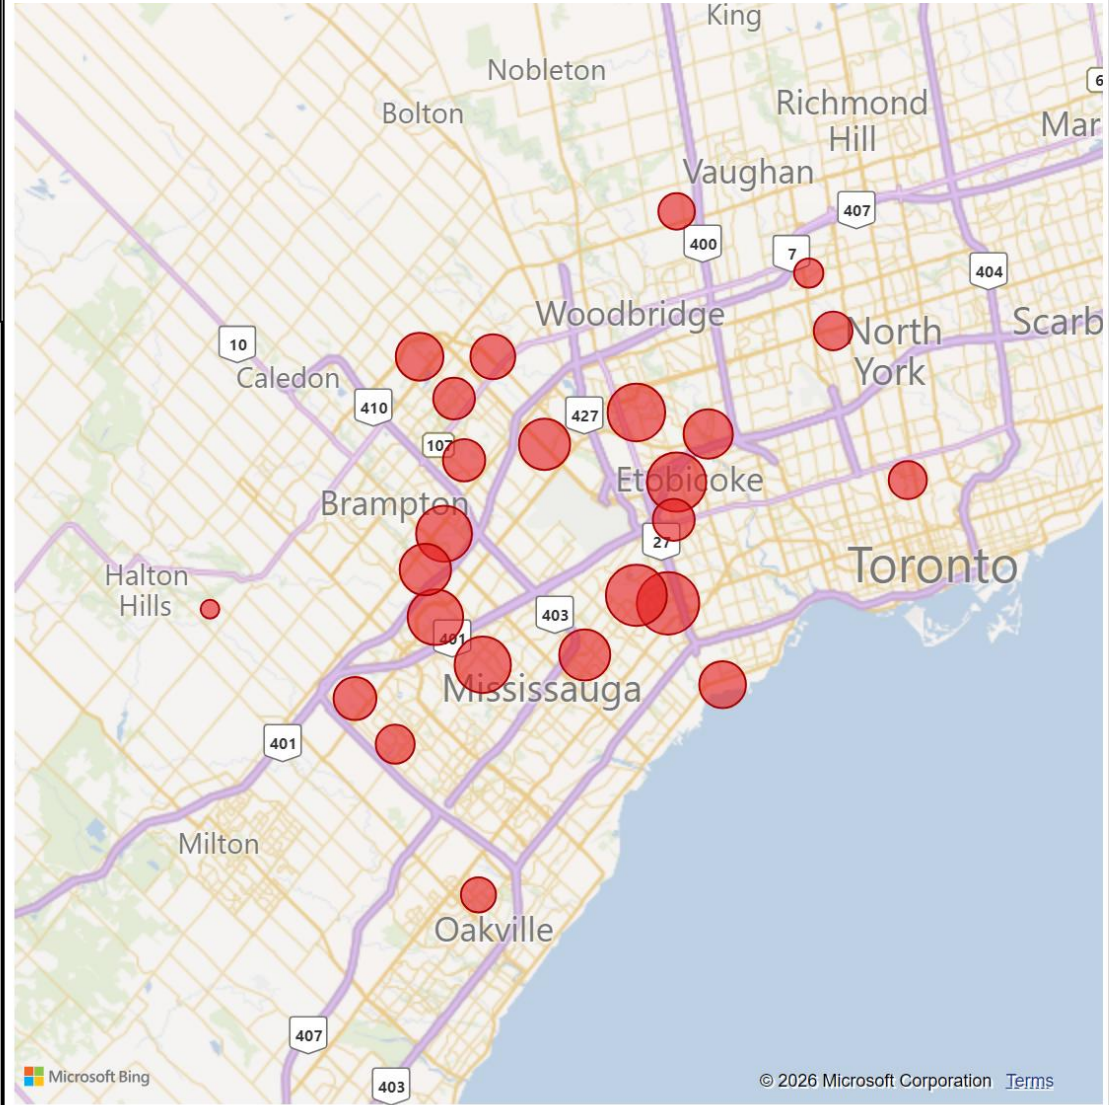 King
Nobleton
Bolton
Richmond
Hill
6
Mar
Vaughan
407
400
7
404
Woodbridge
North
York
Scarb
10
Caledon
410
427
107
Etobicoke
Brampton
27
Toronto
Halton
Hills
403
401
Mississauga
401
Milton
Oakville
407
403
Microsoft Bing
© 2026 Microsoft Corporation Terms